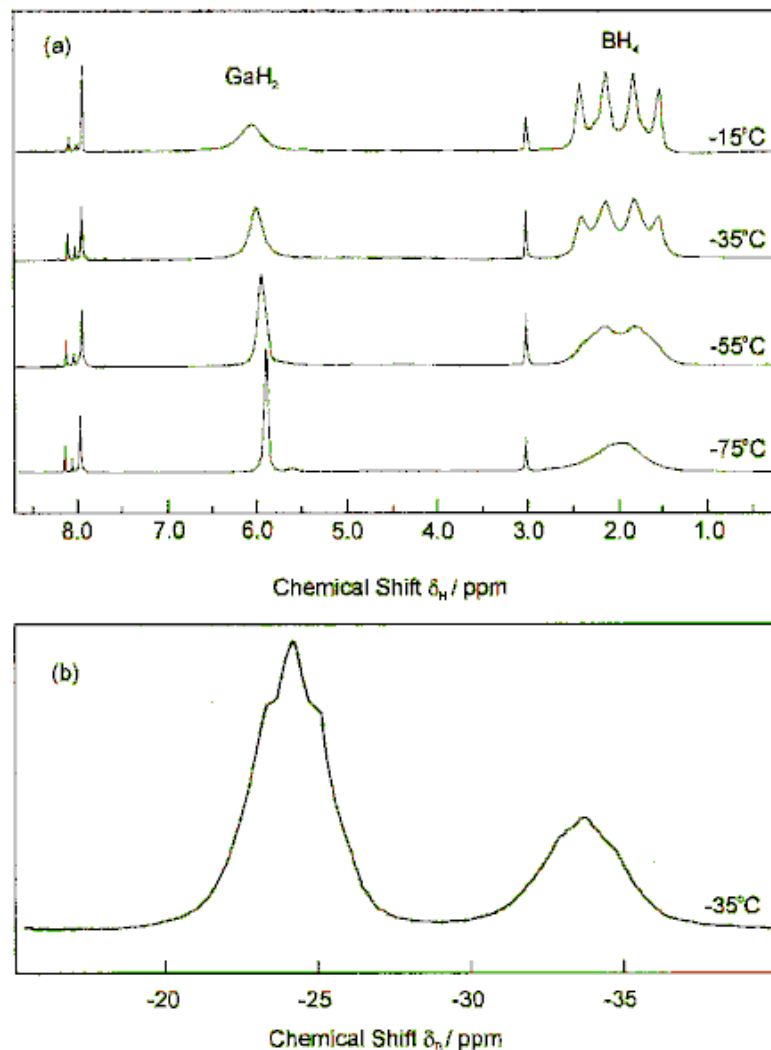 (a)
GaH₂
BH₄
-15°C
-35°C
-55°C
-75°C
8.0 7.0 6.0 5.0 4.0 3.0 2.0 1.0
Chemical Shift δH / ppm
(b)
-35°C
-20 -25 -30 -35
Chemical Shift δB / ppm